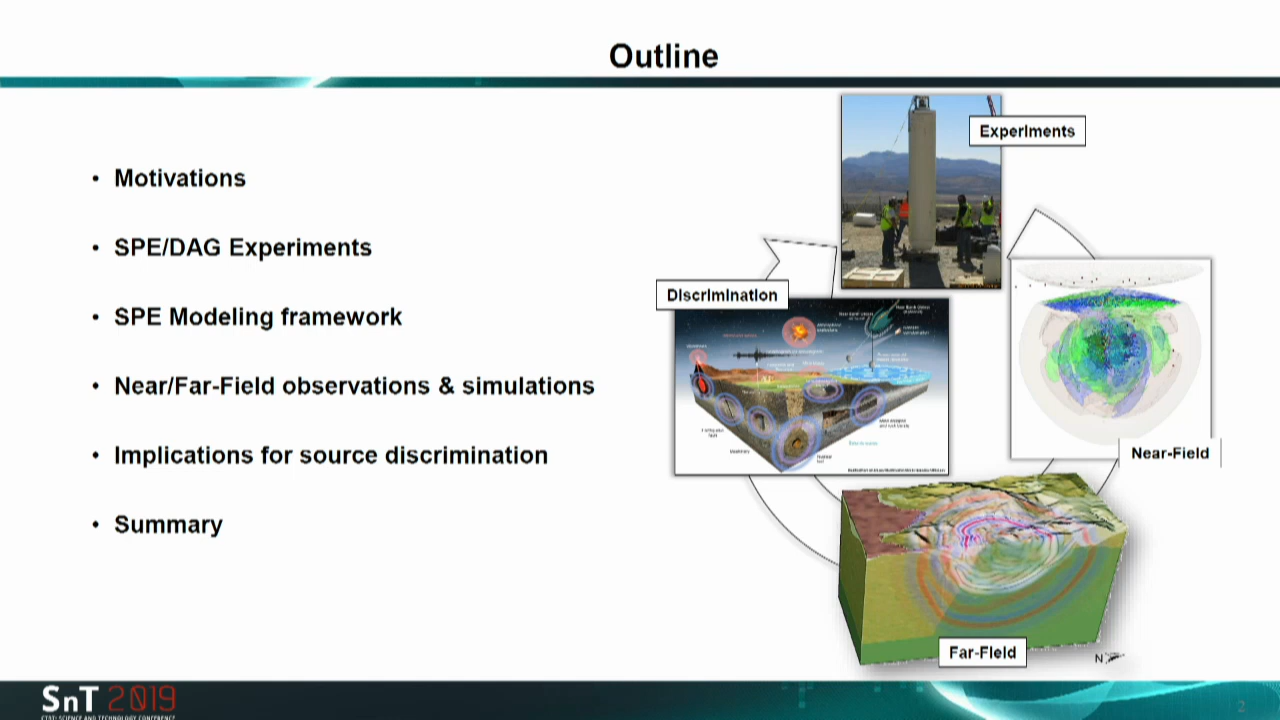 Outline
• Motivations
• SPE/DAG Experiments
• SPE Modeling framework
• Near/Far-Field observations & simulations
• Implications for source discrimination
• Summary
Experiments
Discrimination
Near-Field
Far-Field
N
SnT 2019
CTBT: SCIENCE AND TECHNOLOGY CONFERENCE
2